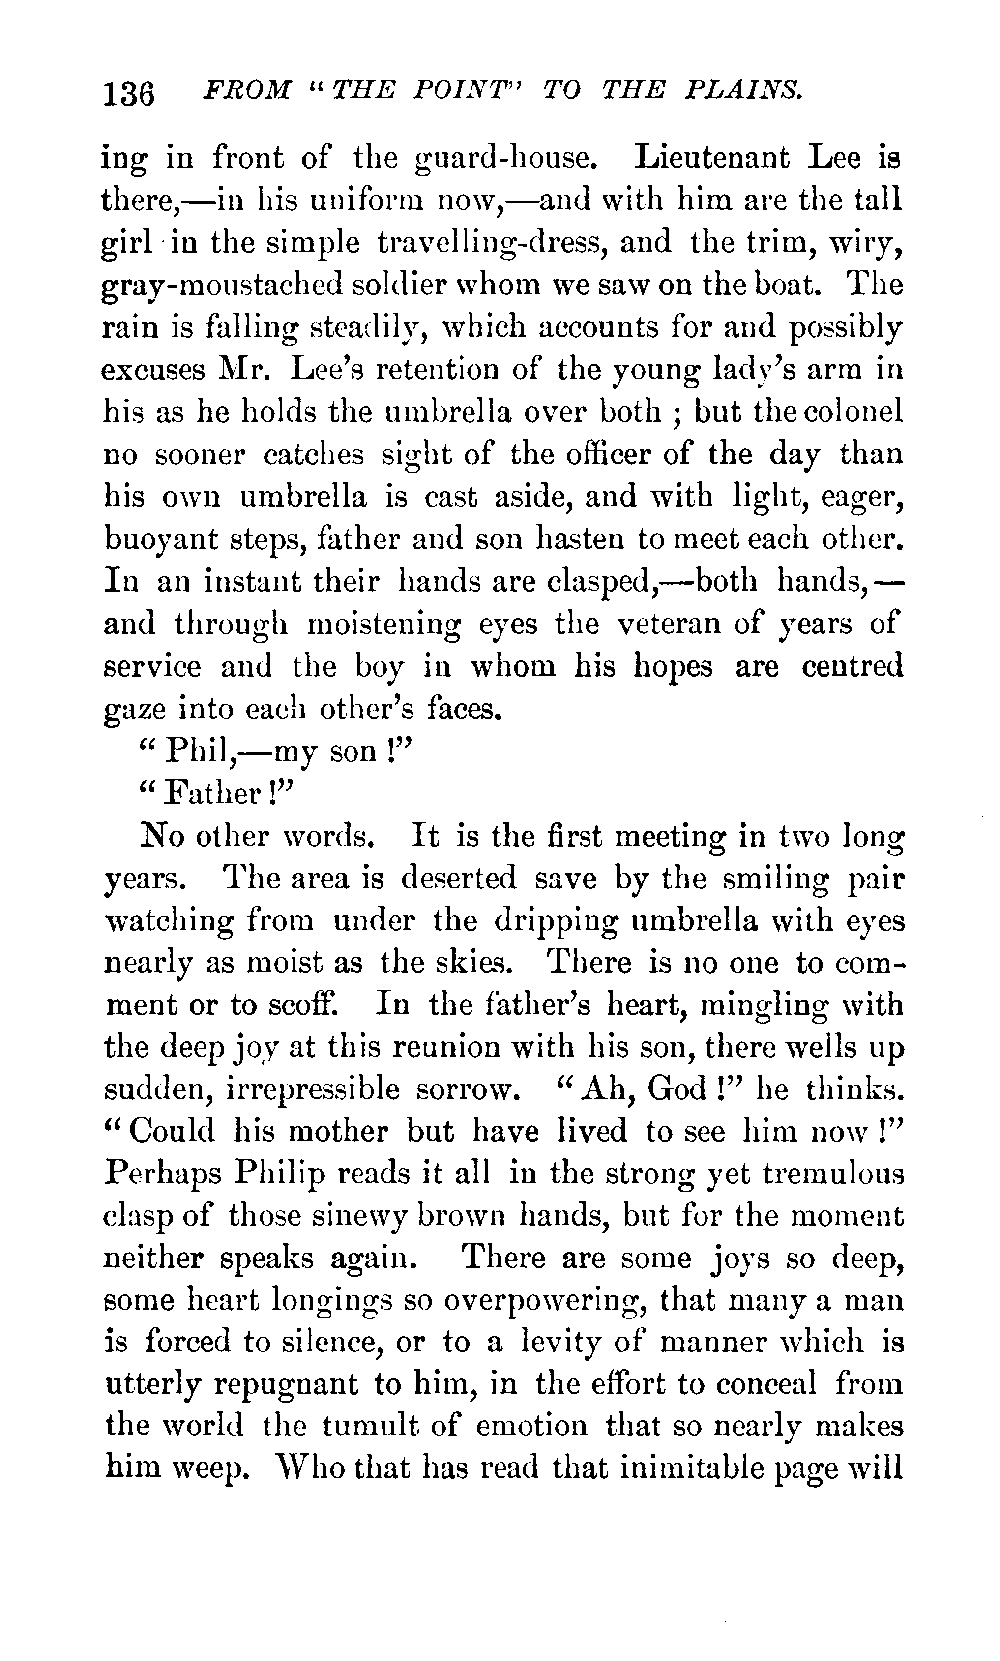 136 FROM "THE POINT" TO THE PLAINS.
ing in front of the guard-house. Lieutenant Lee is
there,—in his uniform now,—and with him are the tall
girl in the simple travelling-dress, and the trim, wiry,
gray-moustached soldier whom we saw on the boat. The
rain is falling steadily, which accounts for and possibly
excuses Mr. Lee's retention of the young lady's arm in
his as he holds the umbrella over both ; but the colonel
no sooner catches sight of the officer of the day than
his own umbrella is cast aside, and with light, eager,
buoyant steps, father and son hasten to meet each other.
In an instant their hands are clasped,—both hands,—
and through moistening eyes the veteran of years of
service and the boy in whom his hopes are centred
gaze into each other's faces.
"Phil,—my son !"
"Father !"
No other words. It is the first meeting in two long
years. The area is deserted save by the smiling pair
watching from under the dripping umbrella with eyes
nearly as moist as the skies. There is no one to com-
ment or to scoff. In the father's heart, mingling with
the deep joy at this reunion with his son, there wells up
sudden, irrepressible sorrow. "Ah, God !" he thinks.
"Could his mother but have lived to see him now !"
Perhaps Philip reads it all in the strong yet tremulous
clasp of those sinewy brown hands, but for the moment
neither speaks again. There are some joys so deep,
some heart longings so overpowering, that many a man
is forced to silence, or to a levity of manner which is
utterly repugnant to him, in the effort to conceal from
the world the tumult of emotion that so nearly makes
him weep. Who that has read that inimitable page will